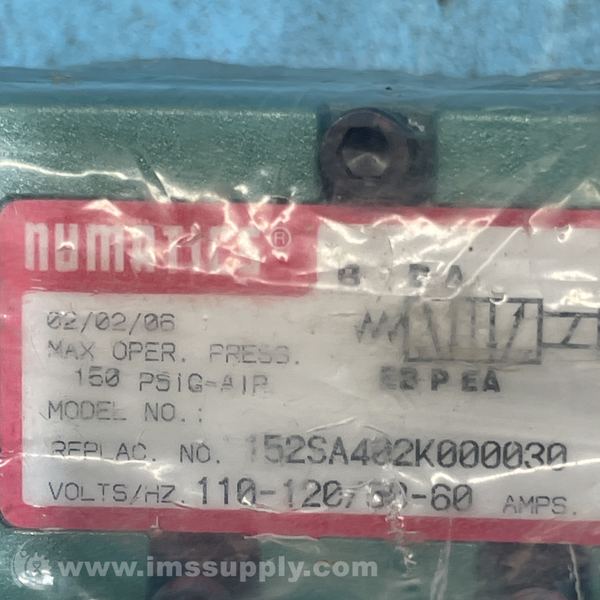 numatics®
B A
02/02/06
MAX OPER. PRESS.
150 PSIG-AIR
EB P EA
MODEL NO.:
REPLAC. NO. 152SA402K000030
VOLTS/HZ 110-120/50-60 AMPS.
www.imssupply.com